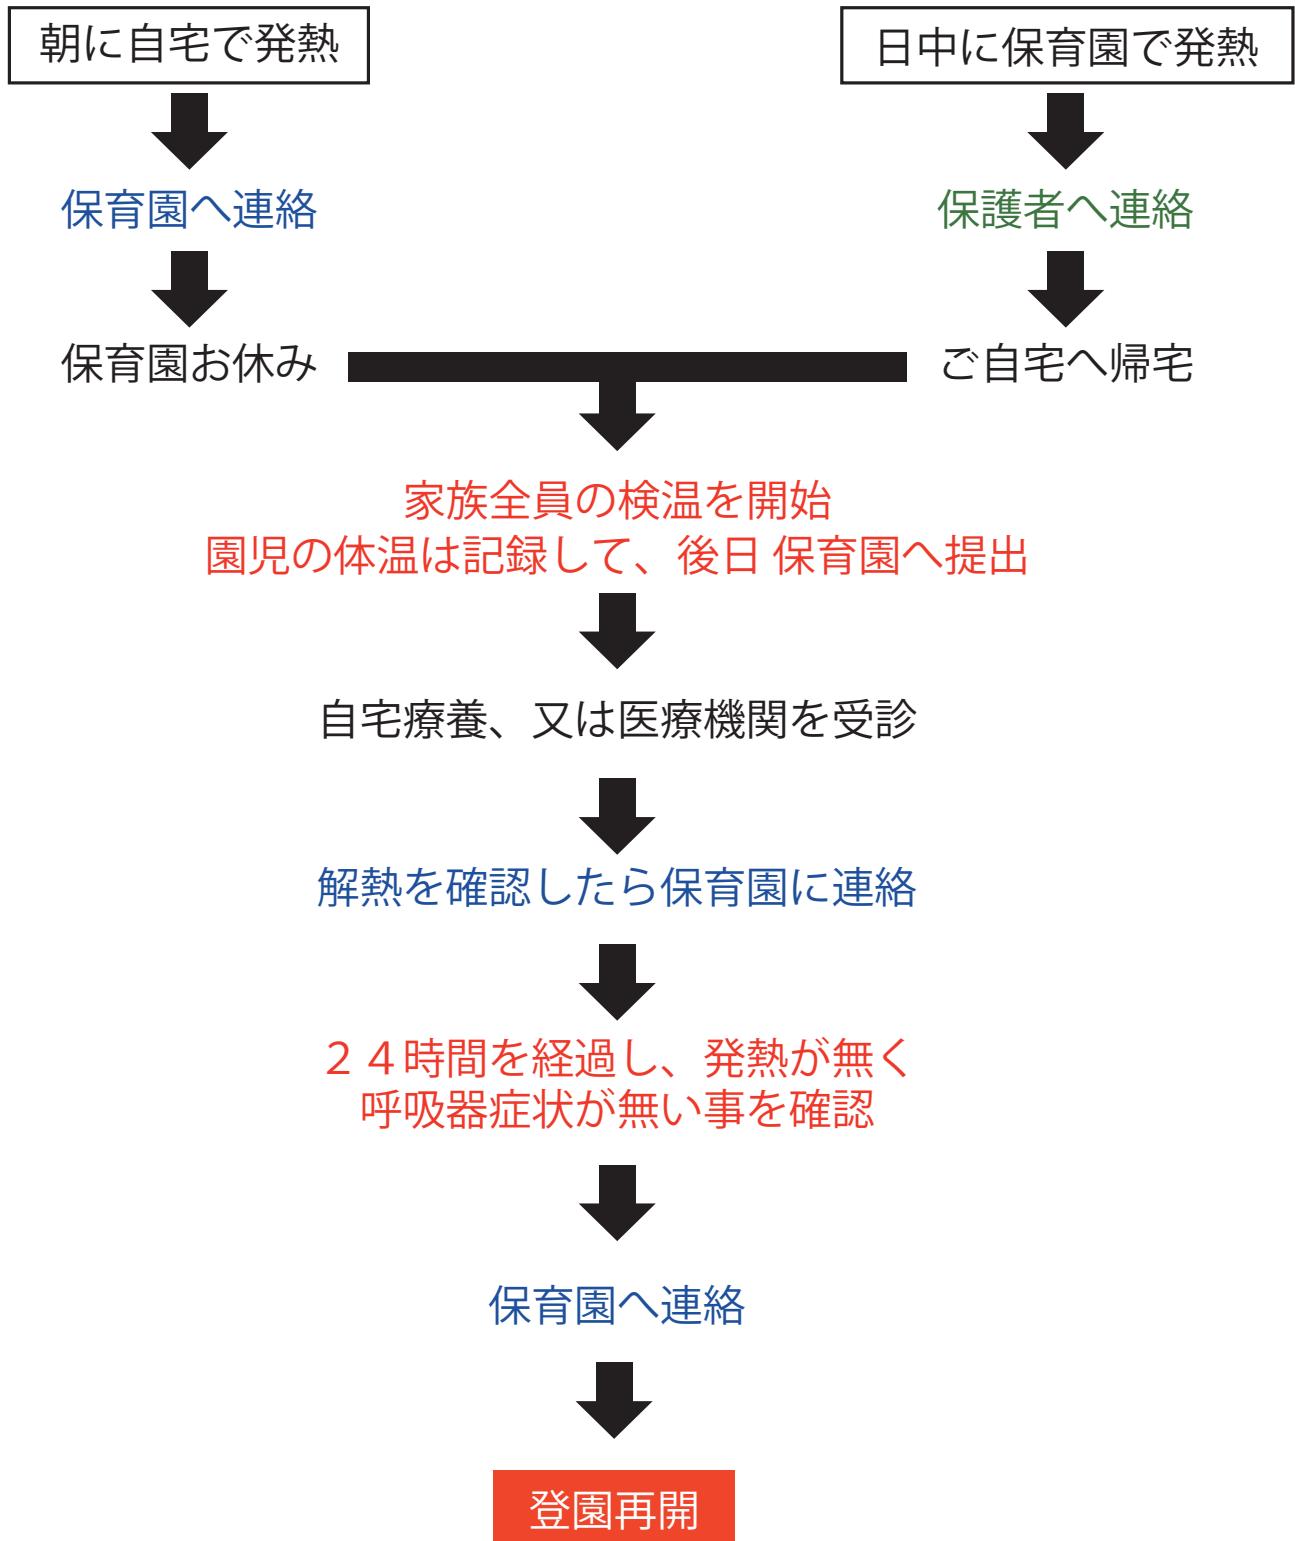 朝に自宅で発熱
日中に保育園で発熱
保育園へ連絡
保護者へ連絡
保育園お休み
ご自宅へ帰宅
家族全員の検温を開始
園児の体温は記録して、後日 保育園へ提出
自宅療養、又は医療機関を受診
解熱を確認したら保育園に連絡
２４時間を経過し、発熱が無く
呼吸器症状が無い事を確認
保育園へ連絡
登園再開